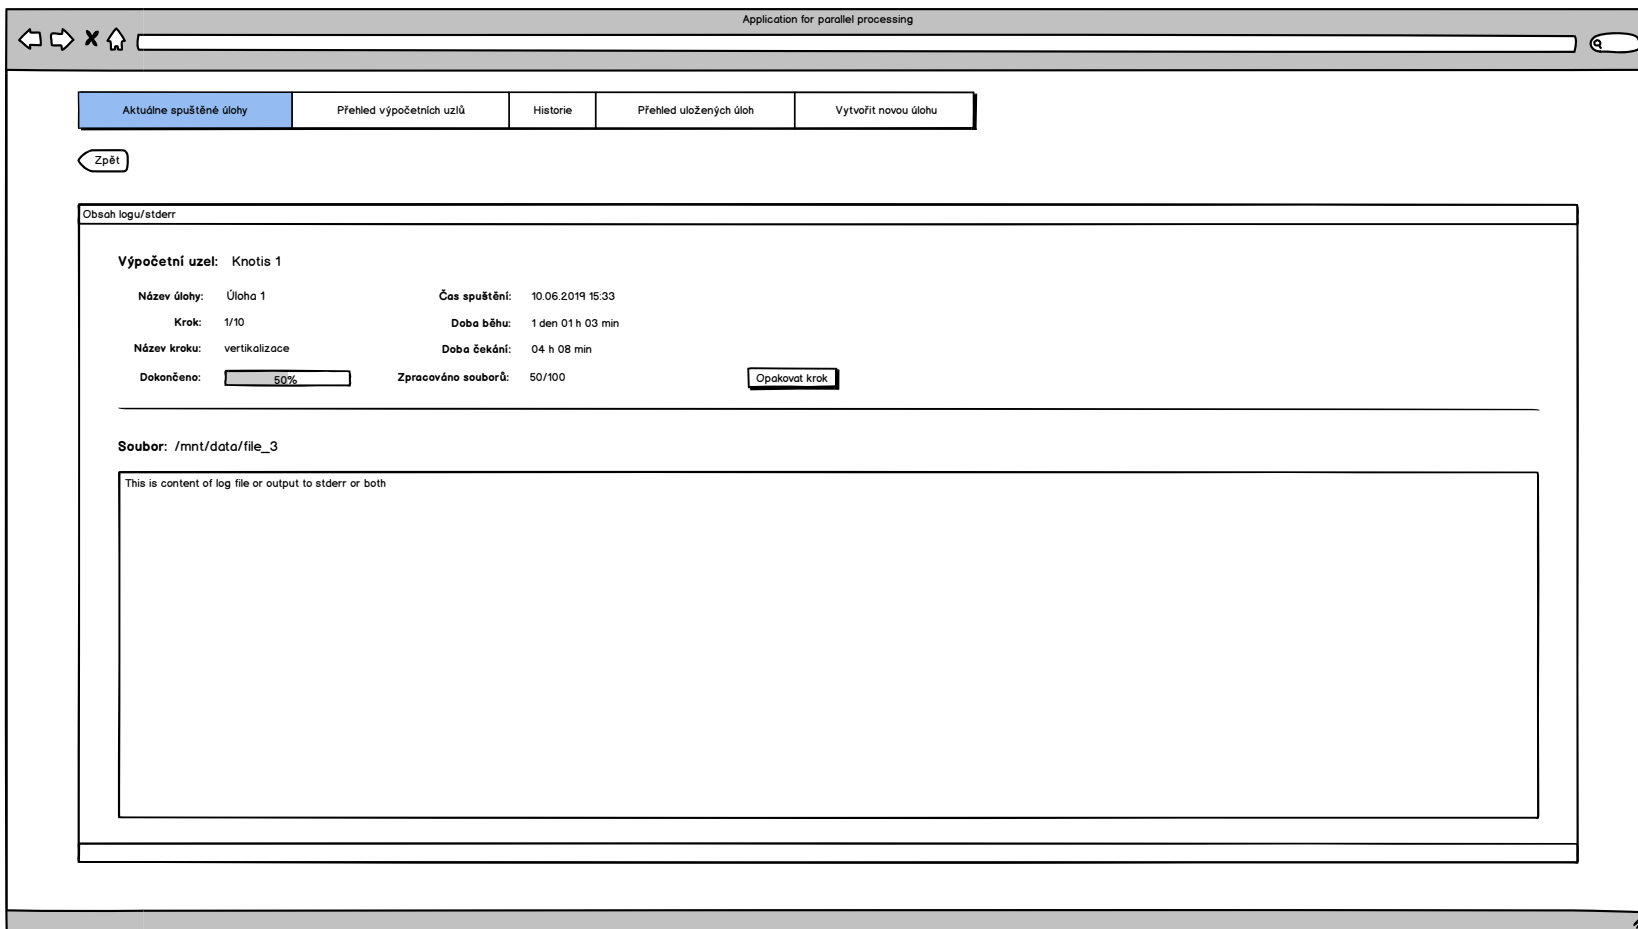 Application for parallel processing
Aktuálne spuštěné úlohy Přehled výpočetních uzlů Historie Přehled uložených úloh Vytvořit novou úlohu
Zpět
Obsah logu/stderr
Výpočetní uzel: Knotis 1
Název úlohy: Úloha 1 Čas spuštění: 10.06.2019 15:33
Krok: 1/10 Doba běhu: 1 den 01 h 03 min
Název kroku: vertikalizace Doba čekání: 04 h 08 min
Dokončeno: 50% Zpracováno souborů: 50/100 Opakovat krok
Soubor: /mnt/data/file_3
This is content of log file or output to stderr or both